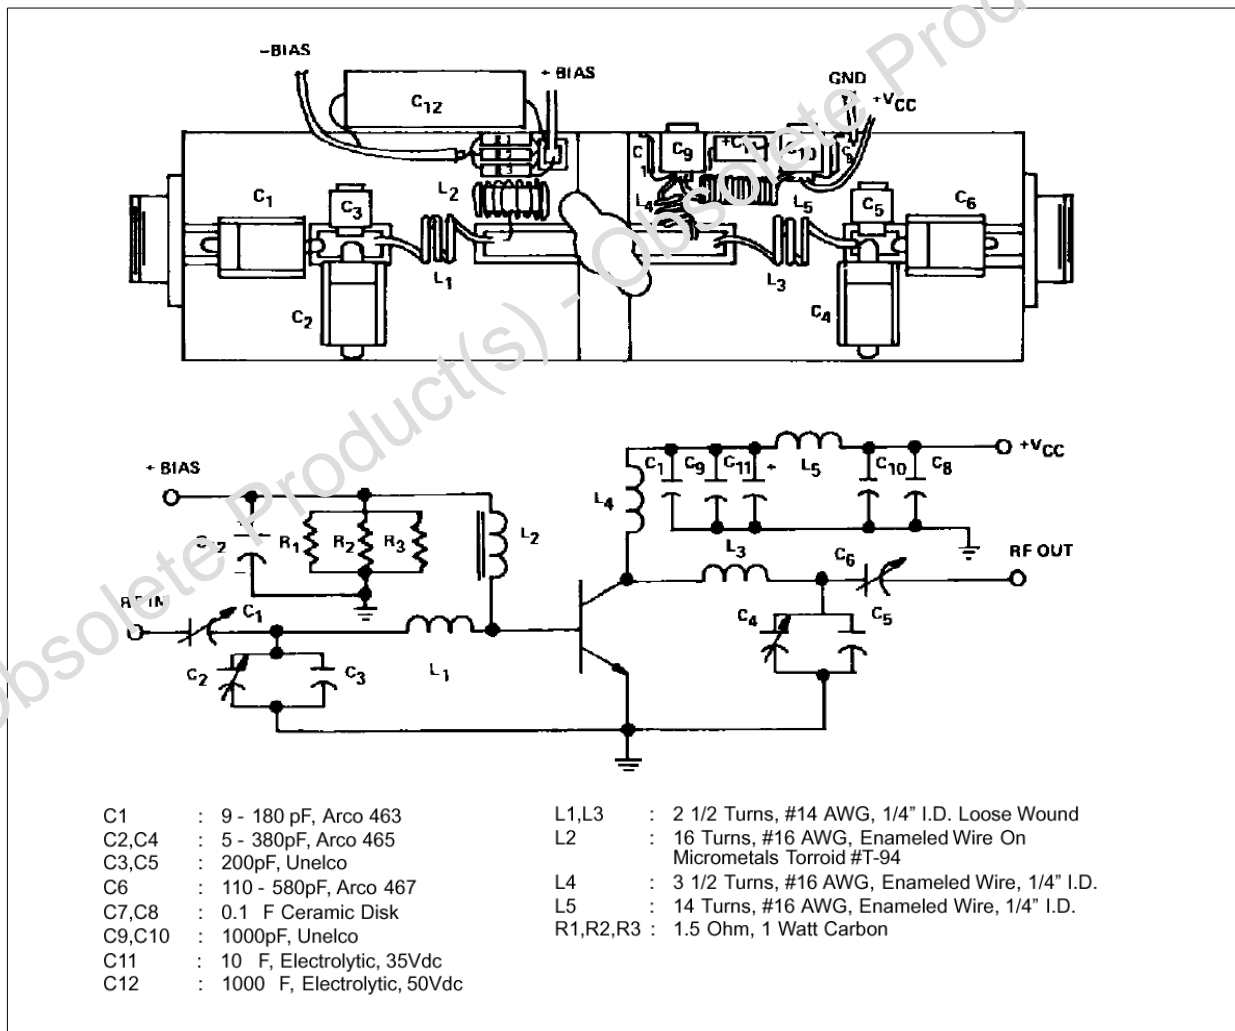 Obsolete Product(s) - Obsolete Prod
-BIAS
+ BIAS
GND
+VCC
C12
C1
C3
L2
L1
C2
C
1
C9
+C
L4
L5
C5
C6
L3
C4
+ BIAS
R1
R2
R3
L2
RF IN
C1
C2
C3
L1
L4
C1
C9
C11
+
L5
C10
C8
+VCC
L3
C6
RF OUT
C4
C5
C1 : 9 - 180 pF, Arco 463
C2,C4 : 5 - 380pF, Arco 465
C3,C5 : 200pF, Unelco
C6 : 110 - 580pF, Arco 467
C7,C8 : 0.1 F Ceramic Disk
C9,C10 : 1000pF, Unelco
C11 : 10 F, Electrolytic, 35Vdc
C12 : 1000 F, Electrolytic, 50Vdc
L1,L3 : 2 1/2 Turns, #14 AWG, 1/4" I.D. Loose Wound
L2 : 16 Turns, #16 AWG, Enameled Wire On
Micrometals Torroid #T-94
L4 : 3 1/2 Turns, #16 AWG, Enameled Wire, 1/4" I.D.
L5 : 14 Turns, #16 AWG, Enameled Wire, 1/4" I.D.
R1,R2,R3 : 1.5 Ohm, 1 Watt Carbon